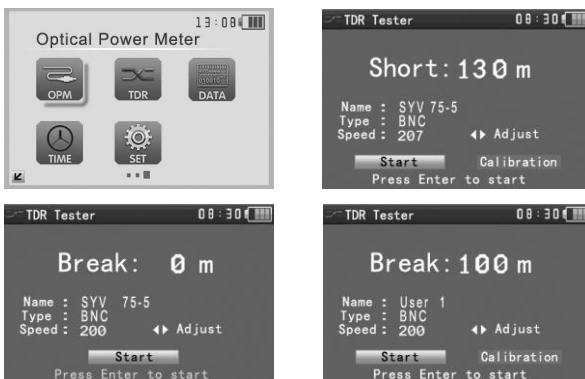 13:08
Optical Power Meter
OPM TDR DATA
TIME SET
TDR Tester 08:30
Short: 130 m
Name : SYV 75-5
Type : BNC
Speed : 207 Adjust
Start Calibration
Press Enter to start
TDR Tester 08:30
Break: 0 m
Name : SYV 75-5
Type : BNC
Speed : 200 Adjust
Start
Press Enter to start
TDR Tester 08:30
Break: 100 m
Name : User 1
Type : BNC
Speed : 200 Adjust
Start Calibration
Press Enter to start